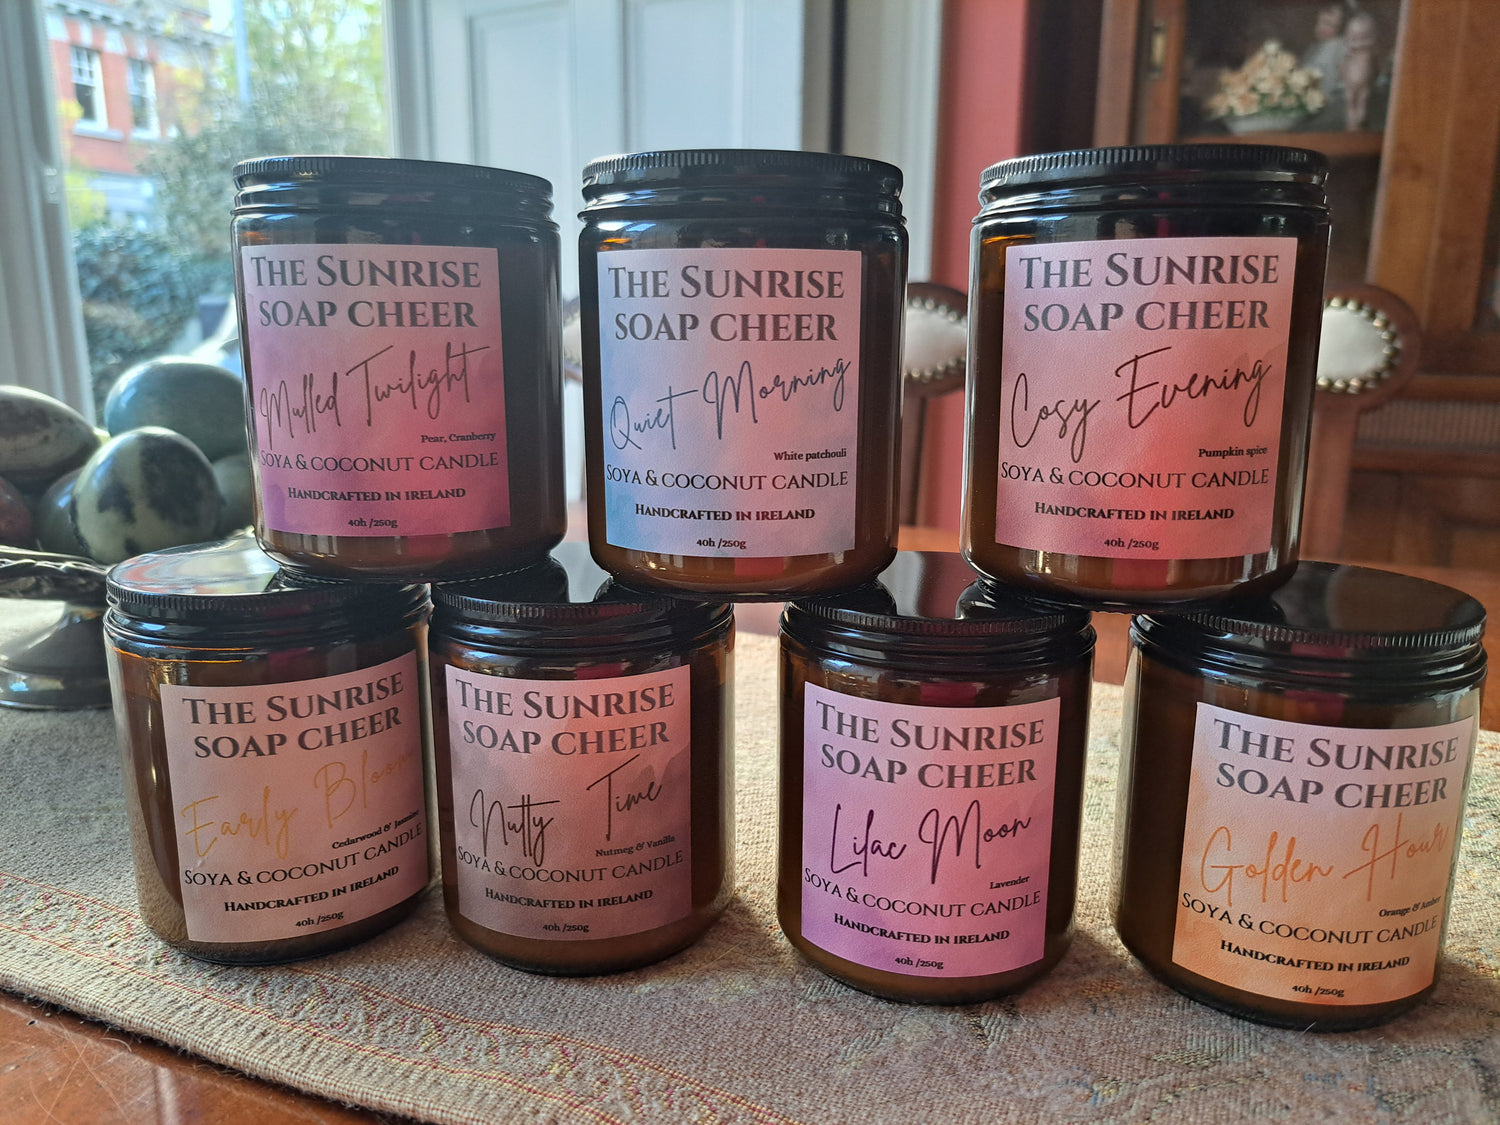 THE SUNRISE
SOAP CHEER
Mulled Twilight
Pear, Cranberry
SOYA & COCONUT CANDLE
HANDCRAFTED IN IRELAND
40h /250g
THE SUNRISE
SOAP CHEER
Quiet Morning
White patchouli
SOYA & COCONUT CANDLE
HANDCRAFTED IN IRELAND
40h /250g
THE SUNRISE
SOAP CHEER
Cosy Evening
Pumpkin spice
SOYA & COCONUT CANDLE
HANDCRAFTED IN IRELAND
40h /250g
THE SUNRISE
SOAP CHEER
Early Bloom
Cedarwood & Jasmine
SOYA & COCONUT CANDLE
HANDCRAFTED IN IRELAND
40h /250g
THE SUNRISE
SOAP CHEER
Nutty Time
Nutmeg & Vanilla
SOYA & COCONUT CANDLE
HANDCRAFTED IN IRELAND
40h /250g
THE SUNRISE
SOAP CHEER
Lilac Moon
Lavender
SOYA & COCONUT CANDLE
HANDCRAFTED IN IRELAND
40h /250g
THE SUNRISE
SOAP CHEER
Golden Hour
Orange & Amber
SOYA & COCONUT CANDLE
HANDCRAFTED IN IRELAND
40h /250g